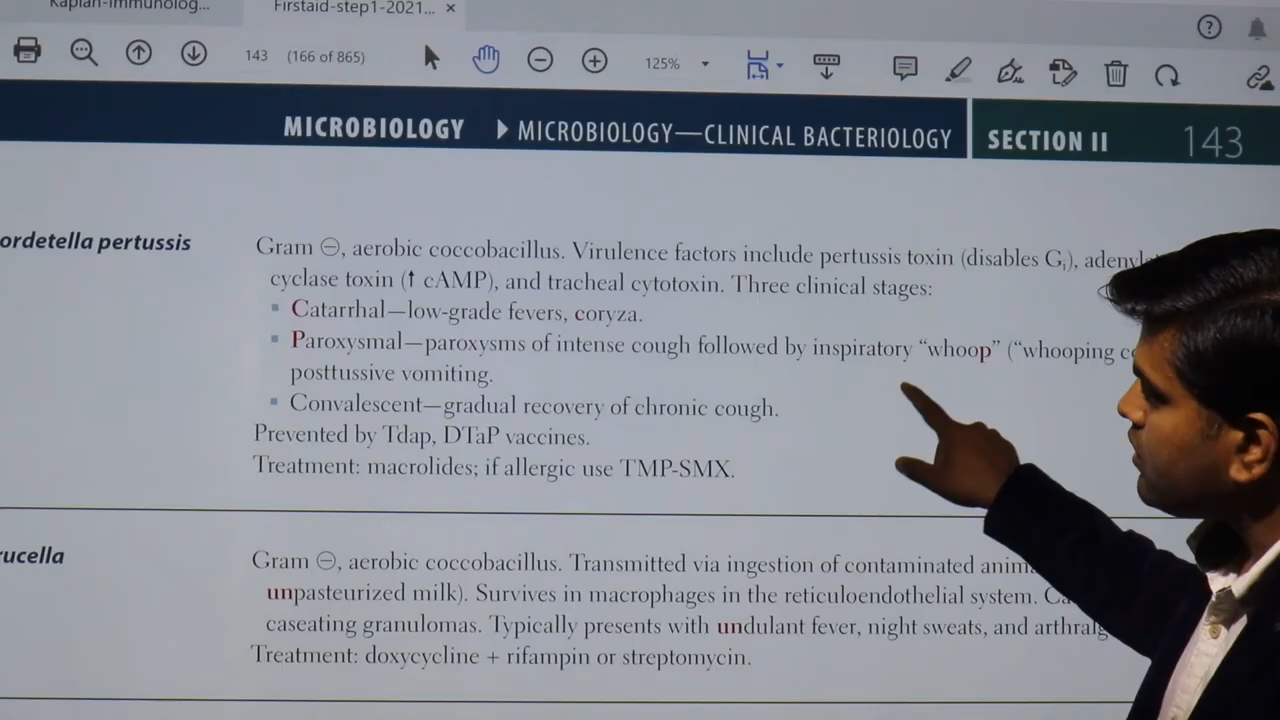 Kaplan-Immunolog...
Firstaid-step1-2021... ×
143 (166 of 865)
125%
MICROBIOLOGY ▶ MICROBIOLOGY—CLINICAL BACTERIOLOGY
SECTION II
143
ordetella pertussis
Gram ⊖, aerobic coccobacillus. Virulence factors include pertussis toxin (disables Gi), adenyl
cyclase toxin (↑ cAMP), and tracheal cytotoxin. Three clinical stages:
▪ Catarrhal—low-grade fevers, coryza.
▪ Paroxysmal—paroxysms of intense cough followed by inspiratory “whoop” (“whooping c
posttussive vomiting.
▪ Convalescent—gradual recovery of chronic cough.
Prevented by Tdap, DTaP vaccines.
Treatment: macrolides; if allergic use TMP-SMX.
rucella
Gram ⊖, aerobic coccobacillus. Transmitted via ingestion of contaminated anim
unpasteurized milk). Survives in macrophages in the reticuloendothelial system.
caseating granulomas. Typically presents with undulant fever, night sweats, and arthralg
Treatment: doxycycline + rifampin or streptomycin.